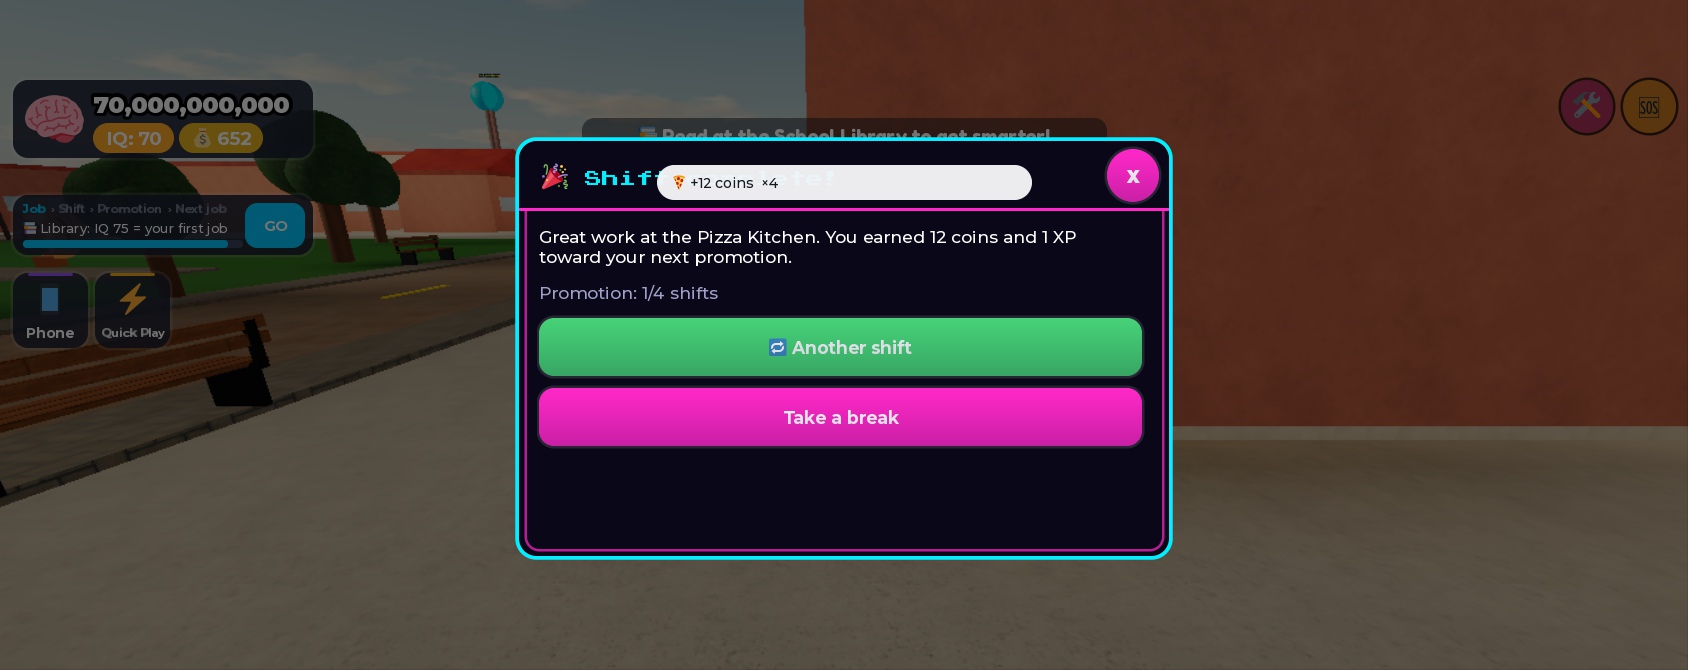 70,000,000,000
IQ: 70
652
Read at the School Library to get smarter!
Shift
+12 coins ×4
X
SOS
Job › Shift › Promotion › Next job
Library: IQ 75 = your first job
GO
Great work at the Pizza Kitchen. You earned 12 coins and 1 XP
toward your next promotion.
Promotion: 1/4 shifts
Phone
Quick Play
Another shift
Take a break